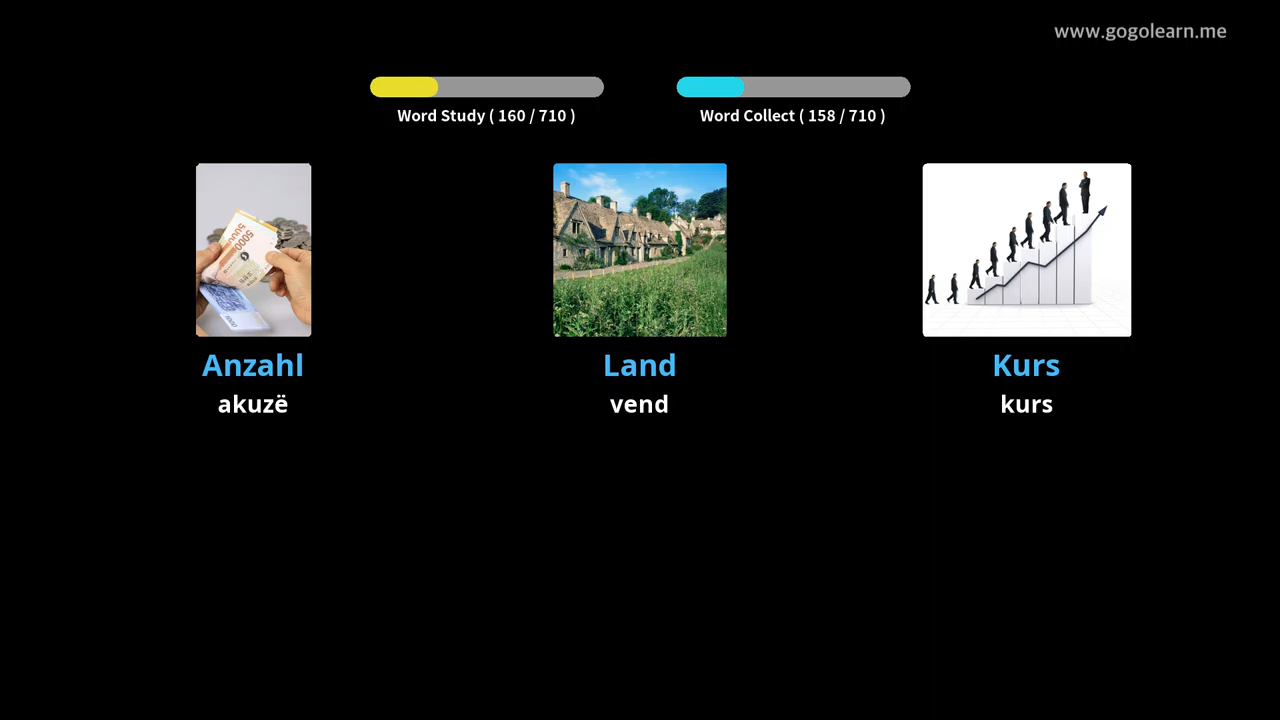 www.gogolearn.me
Word Study ( 160 / 710 )
Word Collect ( 158 / 710 )
Anzahl
Land
Kurs
akuzë
vend
kurs